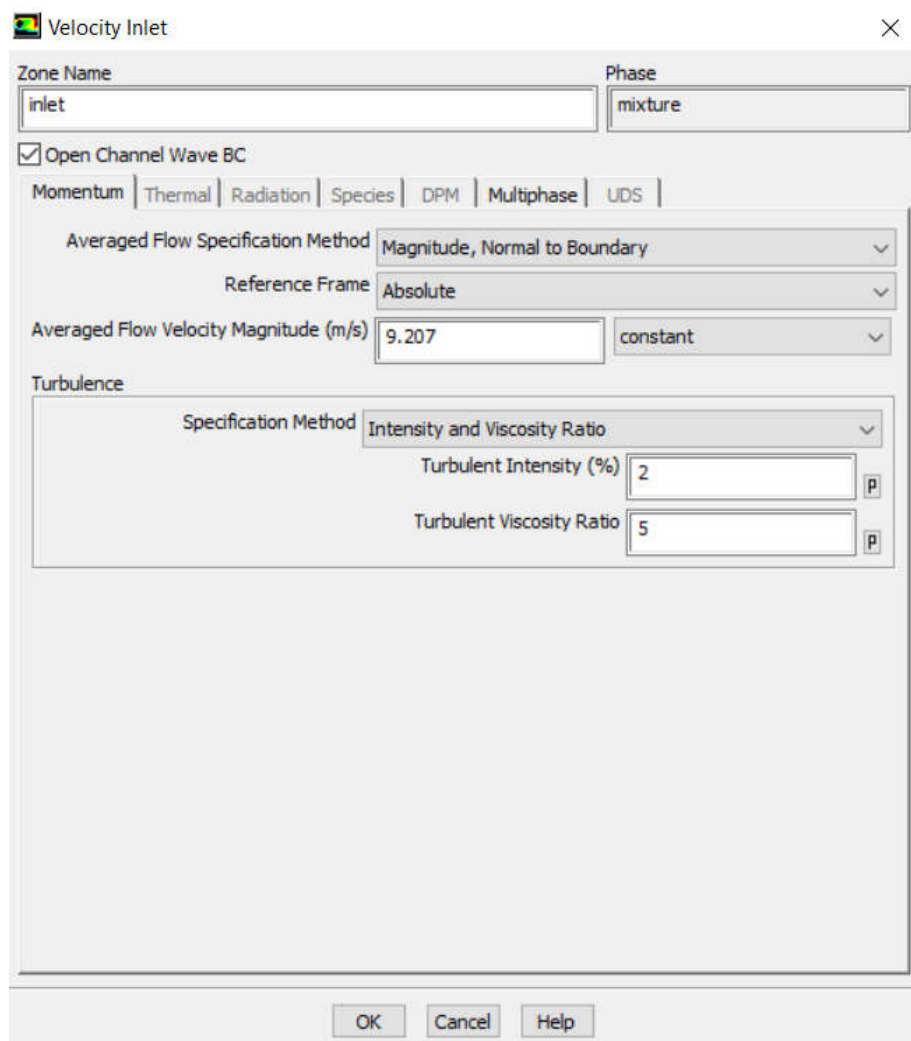 Velocity Inlet
Zone Name Phase
inlet mixture
Open Channel Wave BC
Momentum Thermal Radiation Species DPM Multiphase UDS
Averaged Flow Specification Method Magnitude, Normal to Boundary
Reference Frame Absolute
Averaged Flow Velocity Magnitude (m/s) 9.207 constant
Turbulence
Specification Method Intensity and Viscosity Ratio
Turbulent Intensity (%) 2 P
Turbulent Viscosity Ratio 5 P
OK Cancel Help